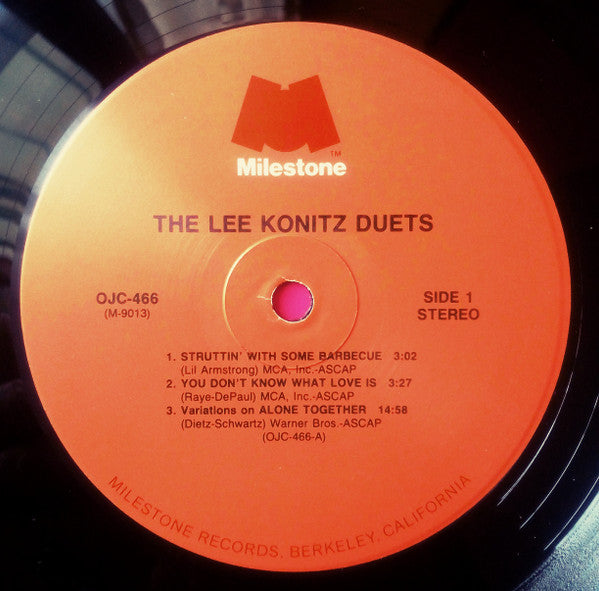 TM
Milestone
THE LEE KONITZ DUETS
OJC-466
(M-9013)
SIDE 1
STEREO
1. STRUTTIN' WITH SOME BARBECUE 3:02
(Lil Armstrong) MCA, Inc.-ASCAP
2. YOU DON'T KNOW WHAT LOVE IS 3:27
(Raye-DePaul) MCA, Inc.-ASCAP
3. Variations on ALONE TOGETHER 14:58
(Dietz-Schwartz) Warner Bros.-ASCAP
(OJC-466-A)
MILESTONE RECORDS, BERKELEY, CALIFORNIA